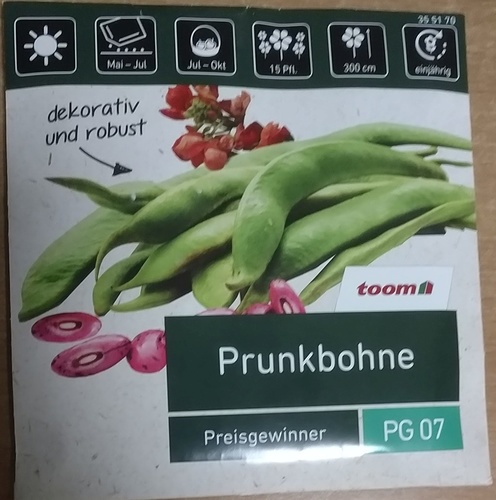 35 51 70
Mai – Jul
Jul – Okt
15 Pfl.
300 cm
einjährig
dekorativ
und robust
toom
Prunkbohne
Preisgewinner
PG 07